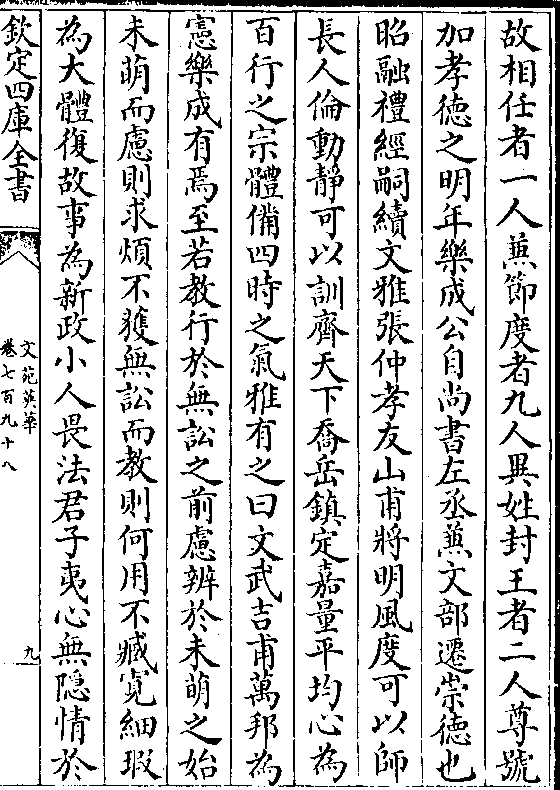 故相任者一人兼節度者九人異姓封王者二人尊號
加孝德之明年樂成公自尚書左丞兼文部遷崇德也
昭融禮經嗣續文雅張仲孝友山甫將明風度可以師
長人倫動靜可以訓齊天下喬岳鎮定嘉量平均心為
百行之宗體備四時之氣雅有之曰文武吉甫萬邦為
憲樂成有焉至若教行於無訟之前慮辨於未萌之始
未萌而慮則求煩不獲無訟而教則何用不臧寛細瑕
為大體復故事為新政小人畏法君子夷心無隠情於
欽定四庫全書
文苑英華
卷七百九十八
九